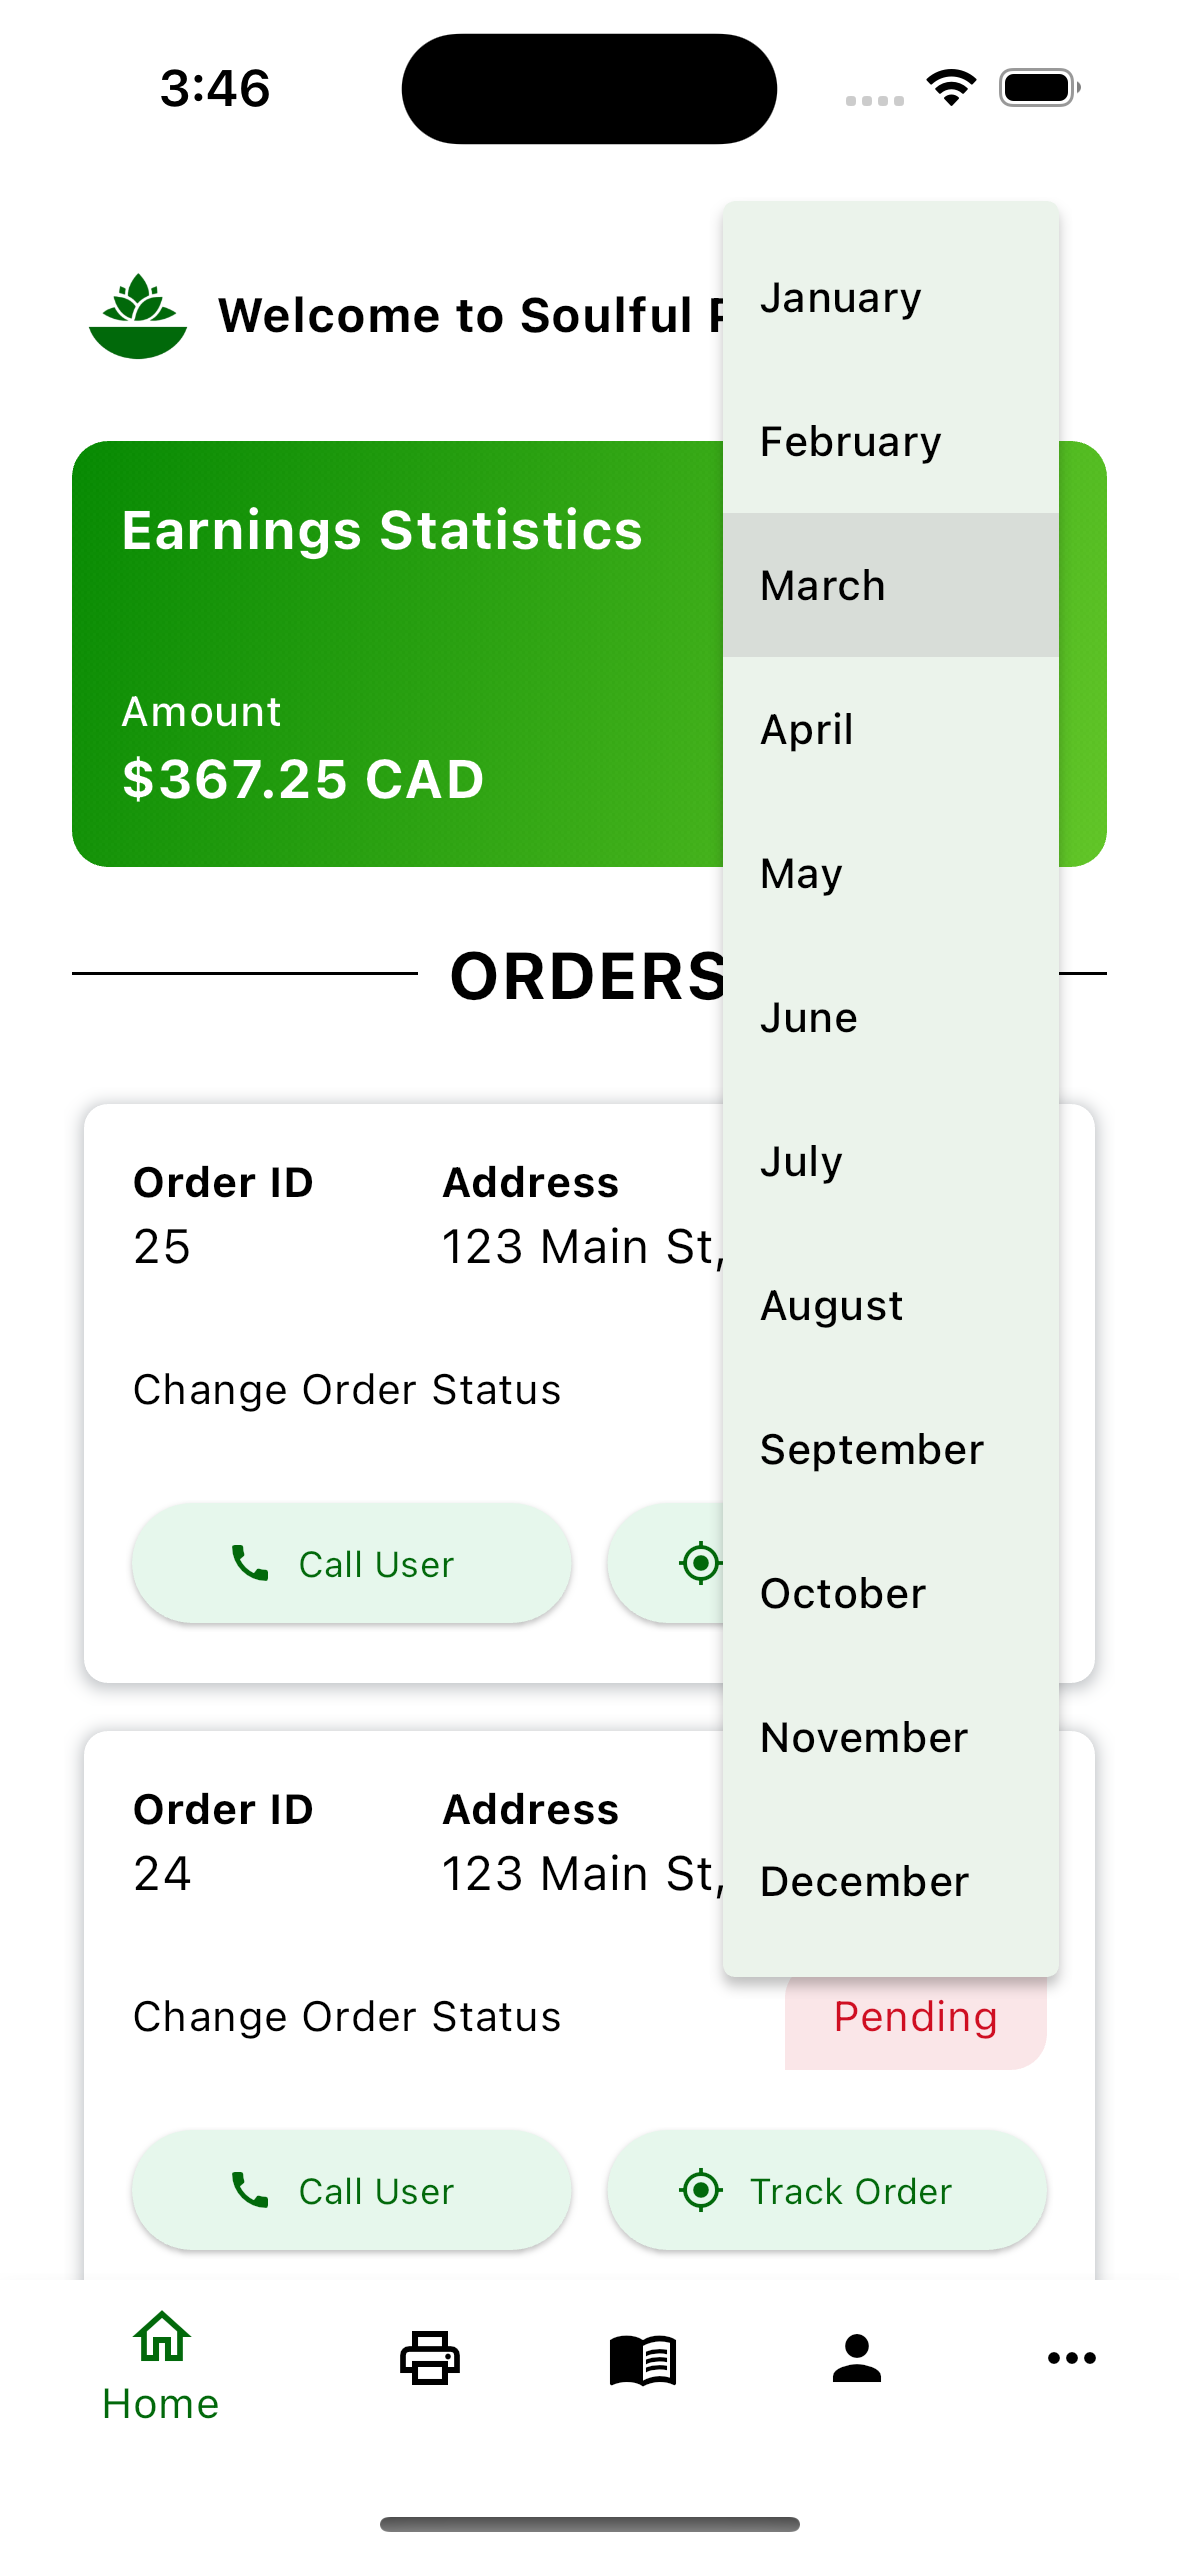 3:46
Welcome to Soulful
Earnings Statistics
Amount
$367.25 CAD
January
February
March
April
May
June
July
August
September
October
November
December
ORDERS
Order ID
Address
25
123 Main St,
Change Order Status
Call User
Order ID
Address
24
123 Main St,
Change Order Status
Pending
Call User
Track Order
Home